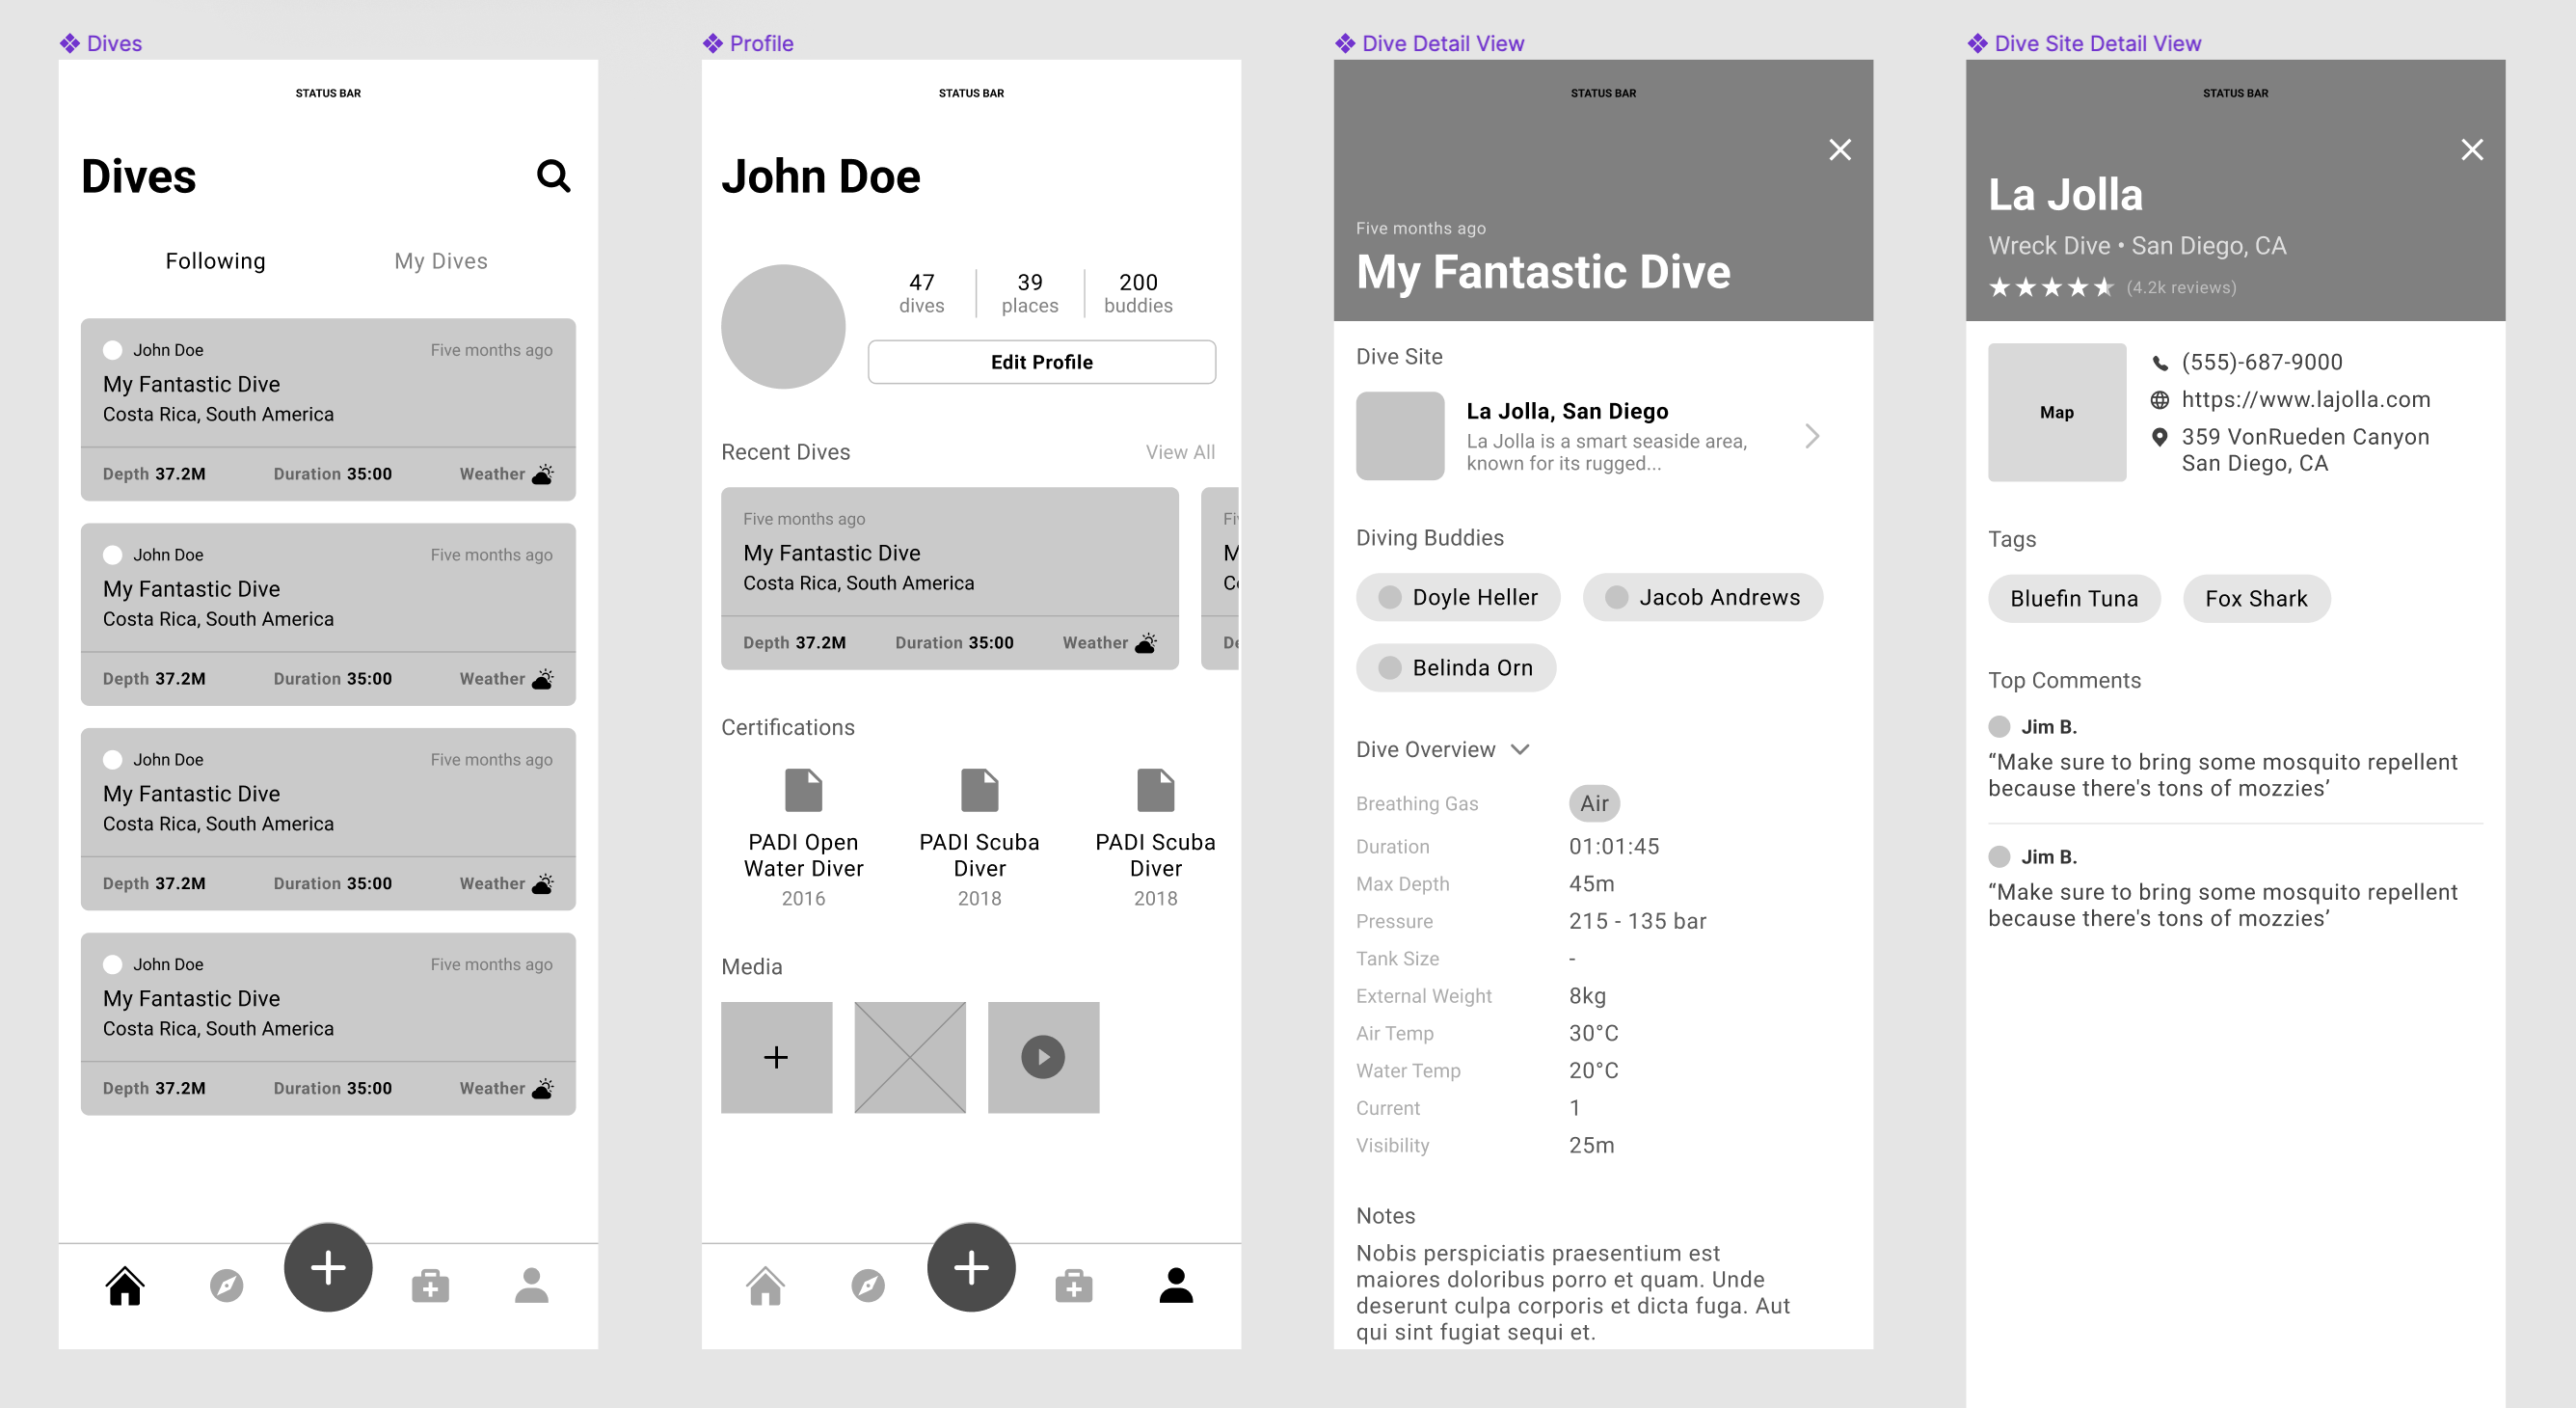 Dives
STATUS BAR
Dives
Following
My Dives
John Doe
Five months ago
My Fantastic Dive
Costa Rica, South America
Depth 37.2M
Duration 35:00
Weather
John Doe
Five months ago
My Fantastic Dive
Costa Rica, South America
Depth 37.2M
Duration 35:00
Weather
John Doe
Five months ago
My Fantastic Dive
Costa Rica, South America
Depth 37.2M
Duration 35:00
Weather
John Doe
Five months ago
My Fantastic Dive
Costa Rica, South America
Depth 37.2M
Duration 35:00
Weather
Profile
STATUS BAR
John Doe
47
dives
39
places
200
buddies
Edit Profile
Recent Dives
View All
Five months ago
My Fantastic Dive
Costa Rica, South America
Depth 37.2M
Duration 35:00
Weather
Certifications
PADI Open
Water Diver
2016
PADI Scuba
Diver
2018
PADI Scuba
Diver
2018
Media
Dive Detail View
STATUS BAR
Five months ago
My Fantastic Dive
Dive Site
La Jolla, San Diego
La Jolla is a smart seaside area,
known for its rugged...
Diving Buddies
Doyle Heller
Jacob Andrews
Belinda Orn
Dive Overview
Breathing Gas Air
Duration 01:01:45
Max Depth 45m
Pressure 215 - 135 bar
Tank Size -
External Weight 8kg
Air Temp 30°C
Water Temp 20°C
Current 1
Visibility 25m
Notes
Nobis perspiciatis praesentium est
maiores doloribus porro et quam. Unde
deserunt culpa corporis et dicta fuga. Aut
qui sint fugiat sequi et.
Dive Site Detail View
STATUS BAR
La Jolla
Wreck Dive • San Diego, CA
(4.2k reviews)
Map
(555)-687-9000
https://www.lajolla.com
359 VonRueden Canyon
San Diego, CA
Tags
Bluefin Tuna
Fox Shark
Top Comments
Jim B.
“Make sure to bring some mosquito repellent
because there's tons of mozzies’
Jim B.
“Make sure to bring some mosquito repellent
because there's tons of mozzies’